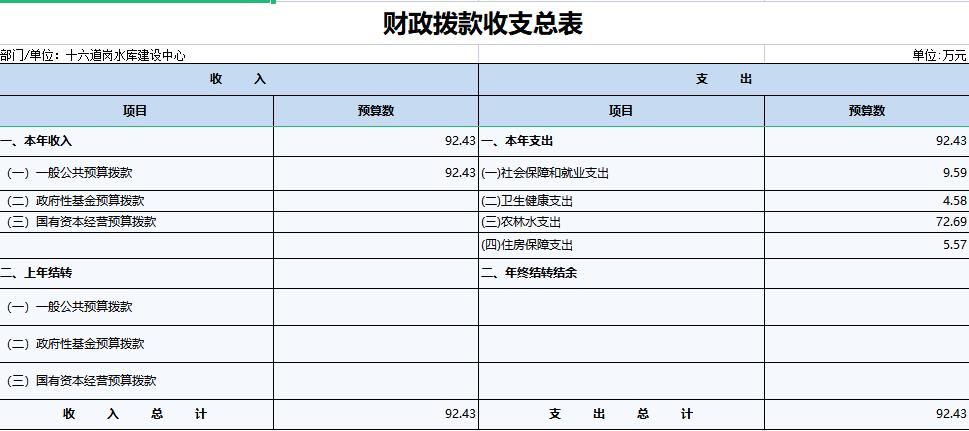 财政拨款收支总表
部门/单位：十六道岗水库建设中心 单位:万元
收 入 支 出
项目 预算数 项目 预算数
一、本年收入 92.43 一、本年支出 92.43
（一）一般公共预算拨款 92.43 (一)社会保障和就业支出 9.59
（二）政府性基金预算拨款 (二)卫生健康支出 4.58
（三）国有资本经营预算拨款 (三)农林水支出 72.69
(四)住房保障支出 5.57
二、上年结转 二、年终结转结余
（一）一般公共预算拨款
（二）政府性基金预算拨款
（三）国有资本经营预算拨款
收 入 总 计 92.43 支 出 总 计 92.43